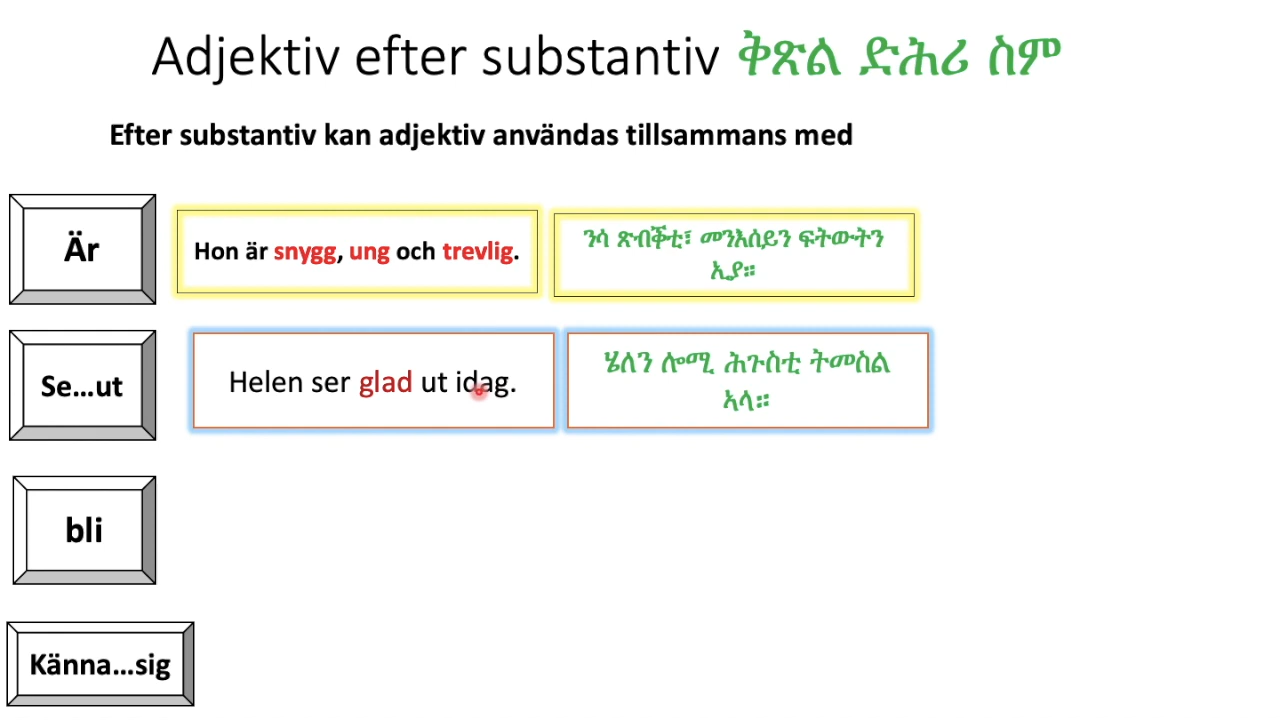 Adjektiv efter substantiv ቅጽል ድሕሪ ስም
Efter substantiv kan adjektiv användas tillsammans med
Är
Hon är snygg, ung och trevlig.
ንሳ ጽብቕቲ፣ መንእሰይን ፍትውትን
ኢያ።
Se...ut
Helen ser glad ut idag.
ሄለን ሎሚ ሕጉስቲ ትመስል
ኣላ።
bli
Känna...sig